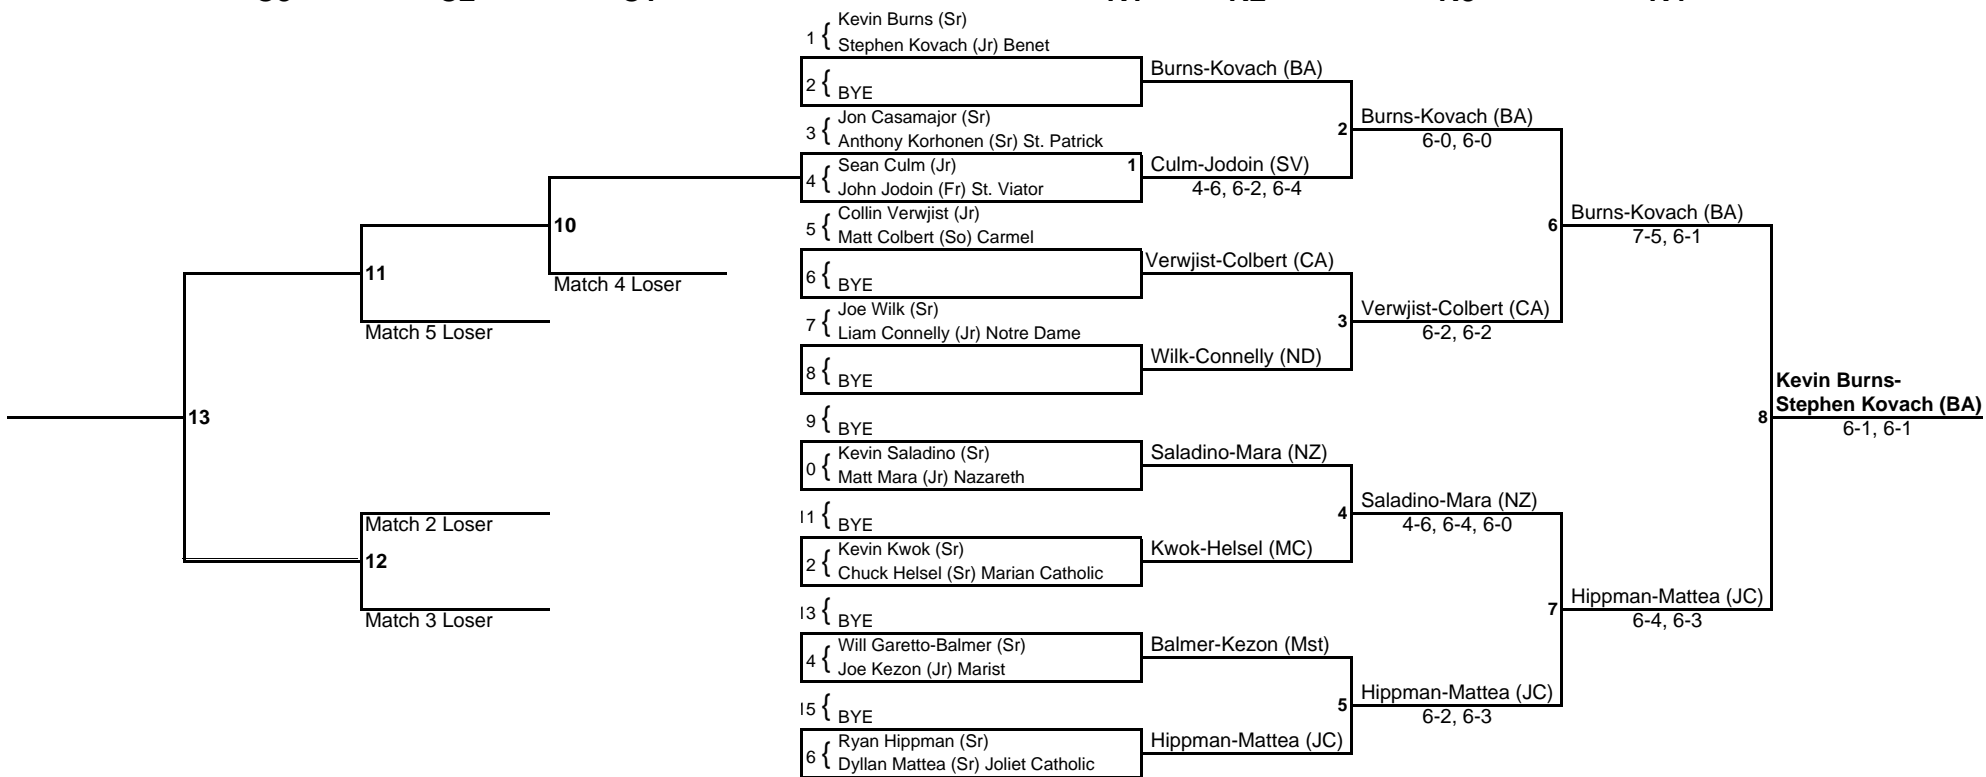 Kevin Burns (Sr)
1 { Stephen Kovach (Jr) Benet
Burns-Kovach (BA)
2 { BYE
Jon Casamajor (Sr)
3 { Anthony Korhonen (Sr) St. Patrick
2 Burns-Kovach (BA)
6-0, 6-0
Sean Culm (Jr)
4 { John Jodoin (Fr) St. Viator
1 Culm-Jodoin (SV)
4-6, 6-2, 6-4
Collin Verwjist (Jr)
5 { Matt Colbert (So) Carmel
10
6 Burns-Kovach (BA)
7-5, 6-1
Verwjist-Colbert (CA)
6 { BYE
11
Match 4 Loser
Joe Wilk (Sr)
7 { Liam Connelly (Jr) Notre Dame
3 Verwjist-Colbert (CA)
6-2, 6-2
Match 5 Loser
Wilk-Connelly (ND)
8 { BYE
Kevin Burns-
Stephen Kovach (BA)
8
6-1, 6-1
13
9 { BYE
Kevin Saladino (Sr)
0 { Matt Mara (Jr) Nazareth
Saladino-Mara (NZ)
11 { BYE
4 Saladino-Mara (NZ)
4-6, 6-4, 6-0
Match 2 Loser
Kevin Kwok (Sr)
2 { Chuck Helsel (Sr) Marian Catholic
Kwok-Helsel (MC)
12
13 { BYE
7 Hippman-Mattea (JC)
6-4, 6-3
Match 3 Loser
Will Garetto-Balmer (Sr)
4 { Joe Kezon (Jr) Marist
Balmer-Kezon (Mst)
15 { BYE
5 Hippman-Mattea (JC)
6-2, 6-3
Ryan Hippman (Sr)
6 { Dyllan Mattea (Sr) Joliet Catholic
Hippman-Mattea (JC)